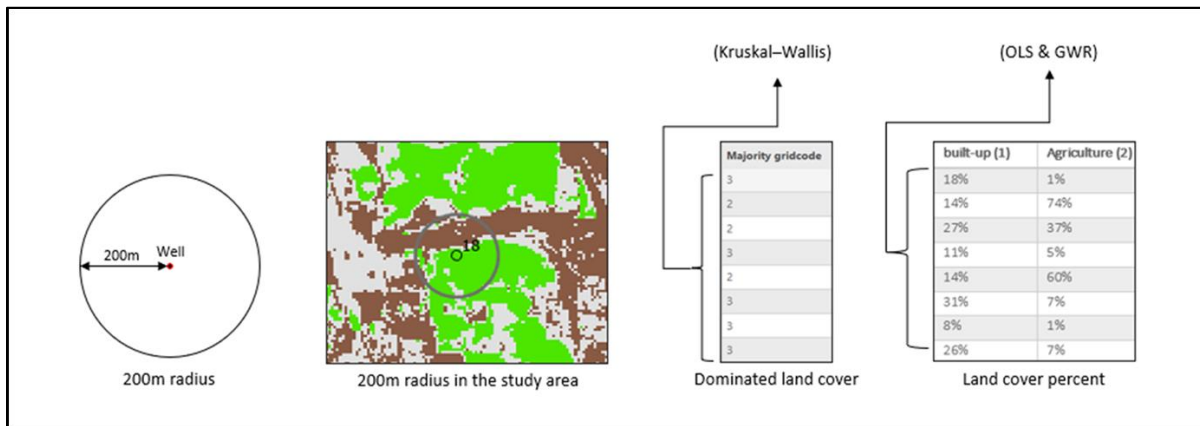 (Kruskal–Wallis)
(OLS & GWR)
200m
Well
200m radius
18
200m radius in the study area
Majority gridcode
3
2
2
3
2
3
3
3
Dominated land cover
built-up (1) Agriculture (2)
18% 1%
14% 74%
27% 37%
11% 5%
14% 60%
31% 7%
8% 1%
26% 7%
Land cover percent